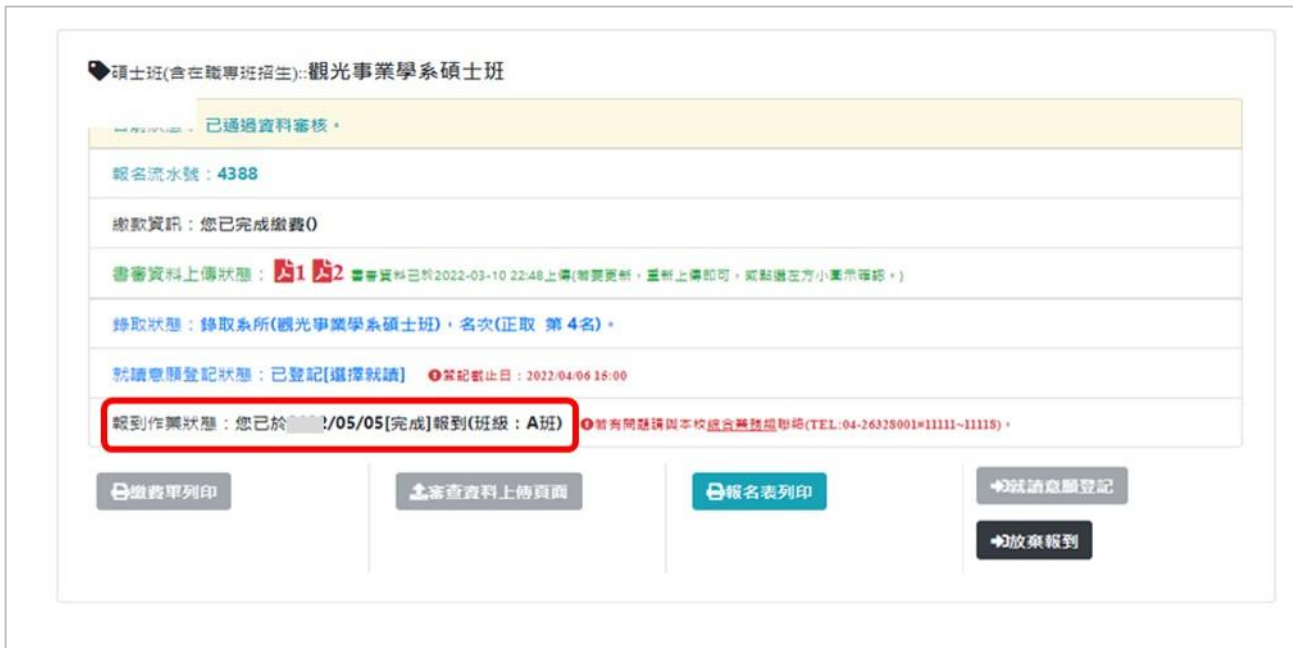 碩士班(含在職專班招生)::觀光事業學系碩士班
已通過資料審核。
報名流水號：4388
繳款資訊：您已完成繳費()
書審資料上傳狀態： 1 2 書審資料已於2022-03-10 22:48上傳(若要更新，重新上傳即可，或點選左方小圖示確認。)
錄取狀態：錄取系所(觀光事業學系碩士班)，名次(正取 第 4名)。
就讀意願登記狀態：已登記[選擇就讀] 登記截止日：2022/04/06 15:00
報到作業狀態：您已於 2/05/05[完成]報到(班級：A班) 若有問題請與本校綜合業務組聯絡(TEL:04-26328001#11111~11118)。
繳費單列印 審查資料上傳頁面 報名表列印 就讀意願登記
放棄報到